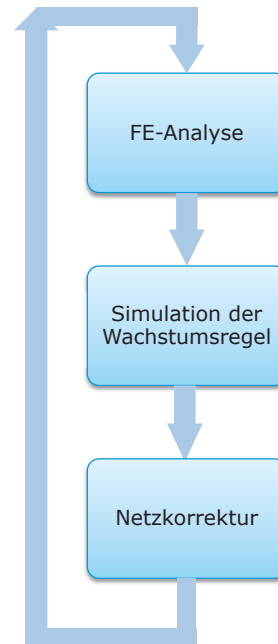 FE-Analyse
Simulation der
Wachstumsregel
Netzkorrektur